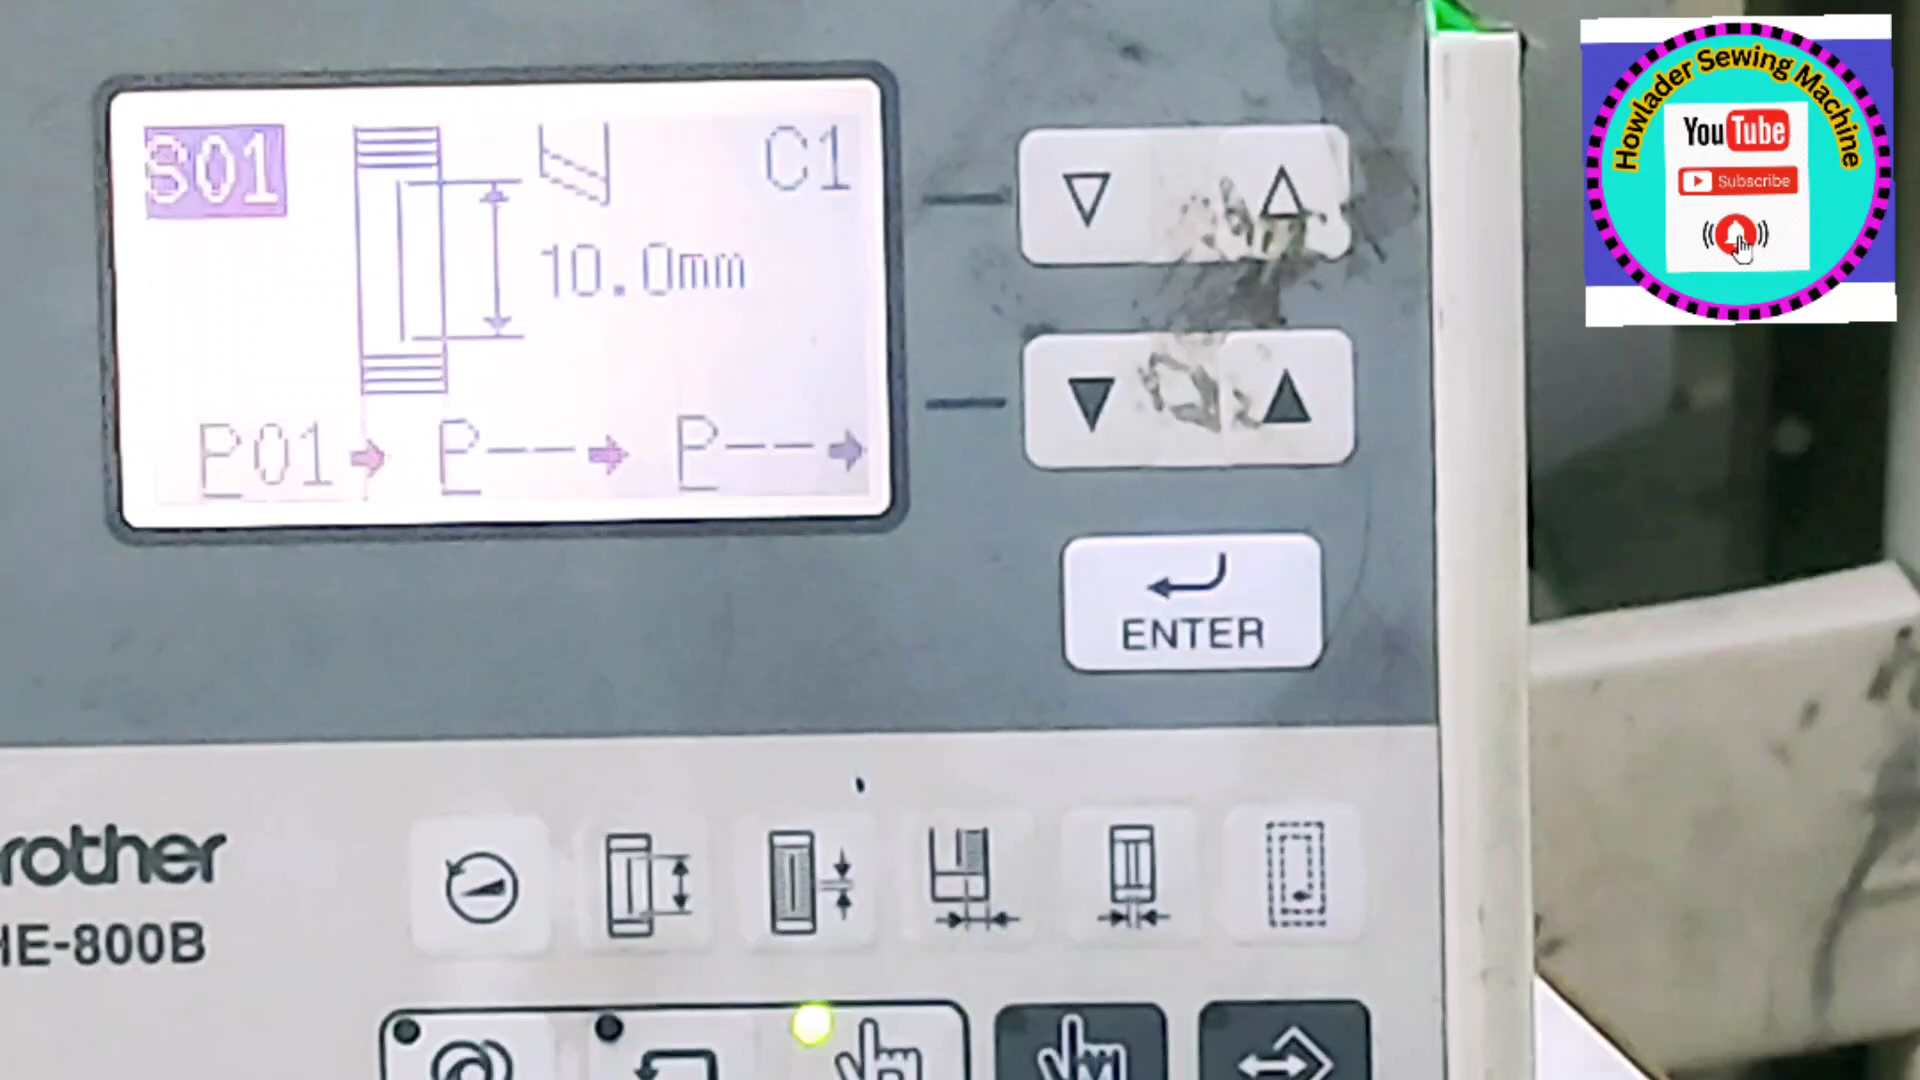 S01
C1
10.0mm
P01 P-- P--
ENTER
rother
HE-800B
Howlader Sewing Machine
YouTube
Subscribe